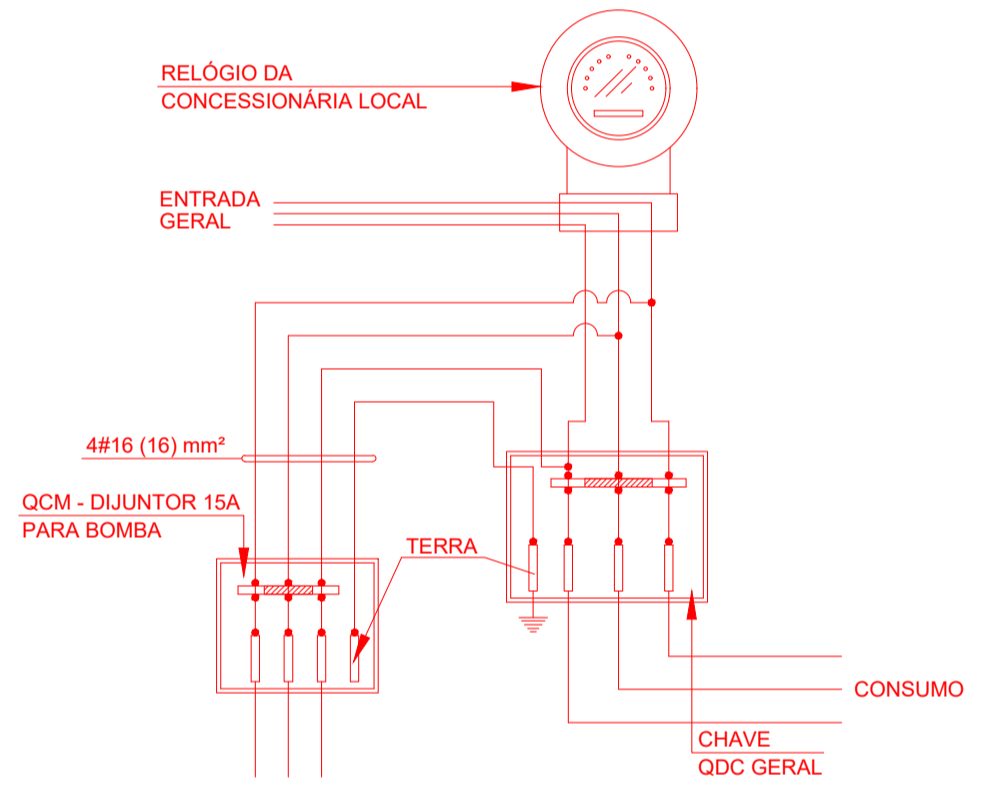 RELÓGIO DA
CONCESSIONÁRIA LOCAL
ENTRADA
GERAL
4#16 (16) mm²
QCM - DIJUNTOR 15A
PARA BOMBA
TERRA
CONSUMO
CHAVE
QDC GERAL